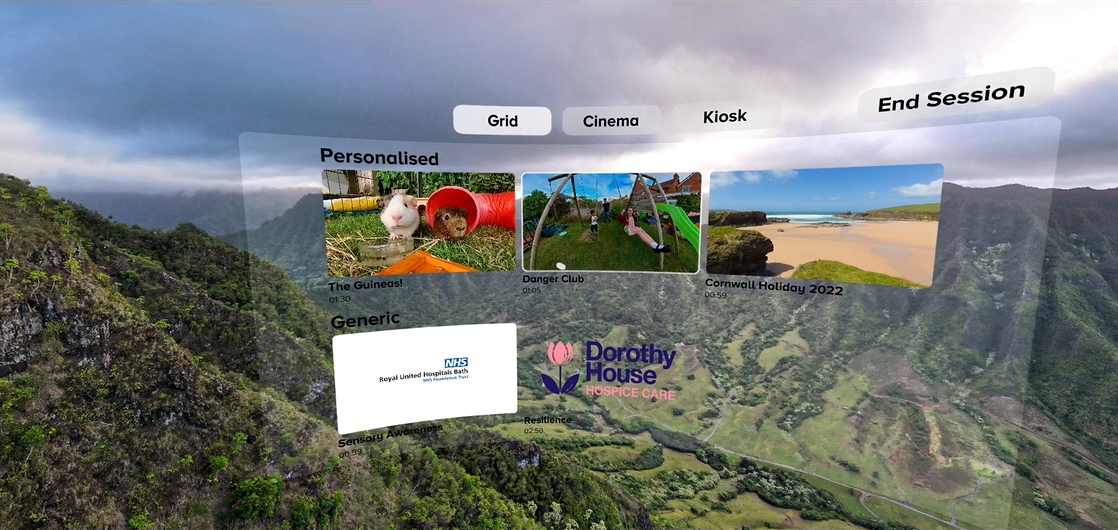 Grid
Cinema
Kiosk
End Session
Personalised
The Guineas!
01:30
Danger Club
01:05
Cornwall Holiday 2022
00:59
Generic
NHS
Royal United Hospitals Bath
NHS Foundation Trust
Sensory Awareness
00:59
Dorothy
House
HOSPICE CARE
Resilience
02:50